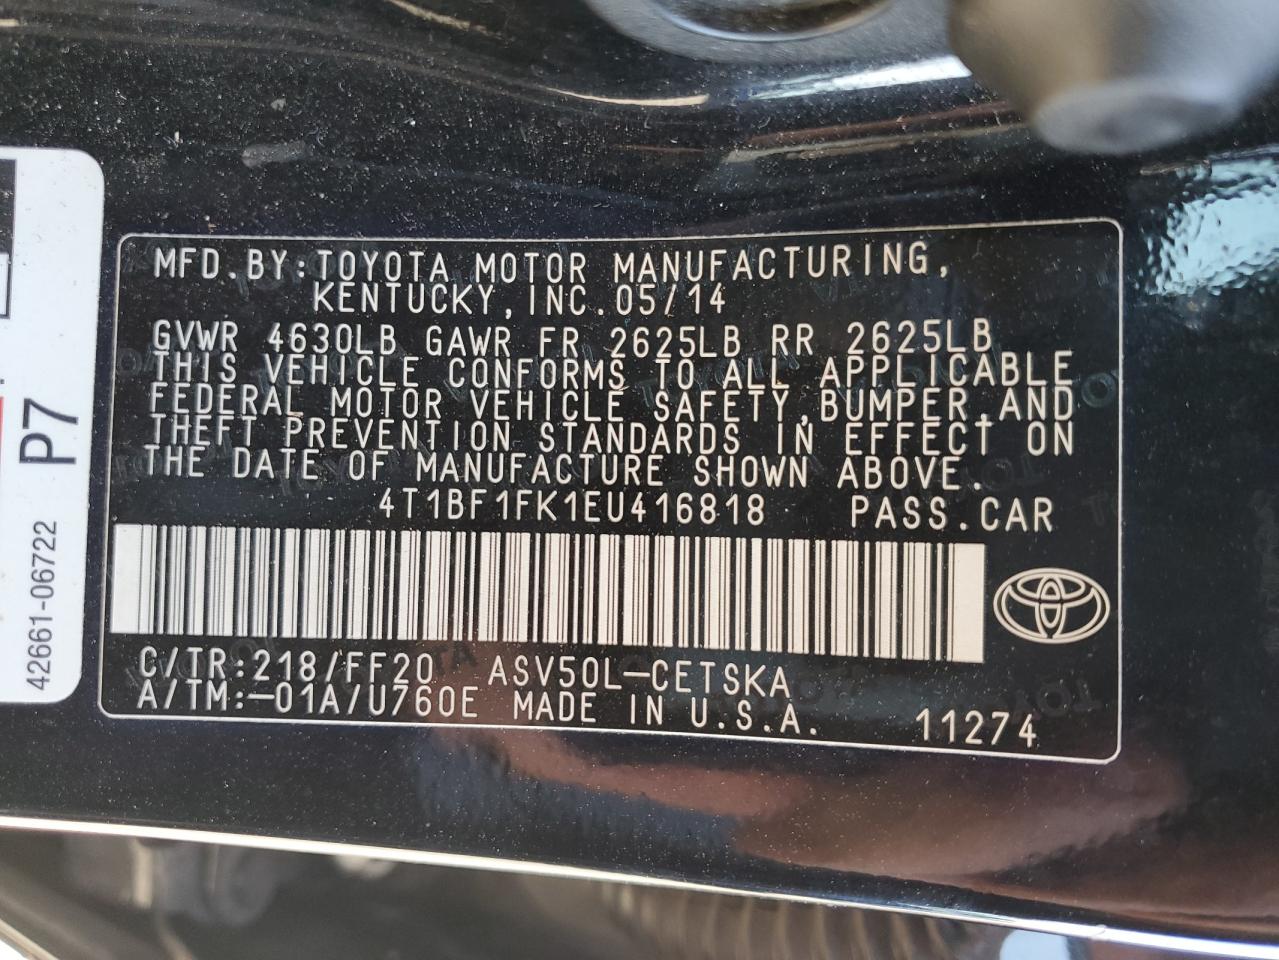 MFD.BY:TOYOTA MOTOR MANUFACTURING,
KENTUCKY,INC.05/14
GVWR 4630LB GAWR FR 2625LB RR 2625LB
THIS VEHICLE CONFORMS TO ALL APPLICABLE
FEDERAL MOTOR VEHICLE SAFETY,BUMPER,AND
THEFT PREVENTION STANDARDS IN EFFECT ON
THE DATE OF MANUFACTURE SHOWN ABOVE.
4T1BF1FK1EU416818 PASS.CAR
C/TR:218/FF20 ASV50L-CETSKA
A/TM:-01A/U760E MADE IN U.S.A. 11274
P7
42661-06722